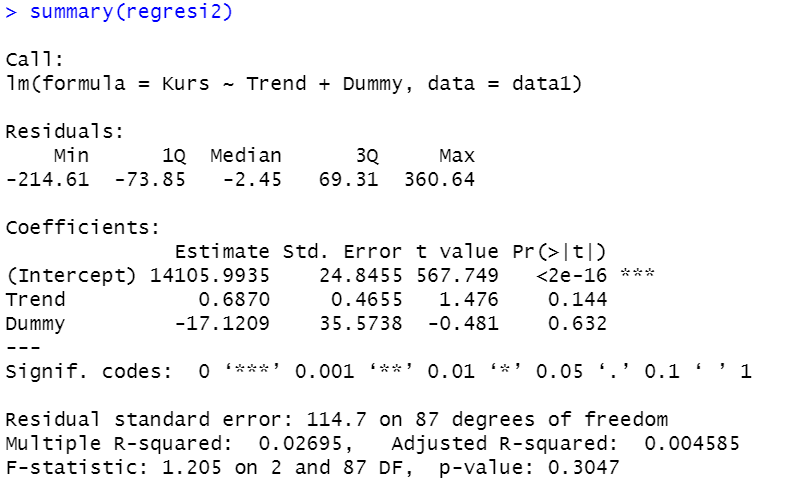 > summary(regresi2)
Call:
lm(formula = Kurs ~ Trend + Dummy, data = data1)
Residuals:
    Min      1Q  Median      3Q     Max
-214.61  -73.85   -2.45   69.31  360.64
Coefficients:
              Estimate Std. Error t value Pr(>|t|)
(Intercept) 14105.9935    24.8455 567.749   <2e-16 ***
Trend           0.6870     0.4655   1.476    0.144
Dummy         -17.1209    35.5738  -0.481    0.632
---
Signif. codes:  0 ‘***’ 0.001 ‘**’ 0.01 ‘*’ 0.05 ‘.’ 0.1 ‘ ’ 1
Residual standard error: 114.7 on 87 degrees of freedom
Multiple R-squared:  0.02695,	Adjusted R-squared:  0.004585
F-statistic: 1.205 on 2 and 87 DF,  p-value: 0.3047